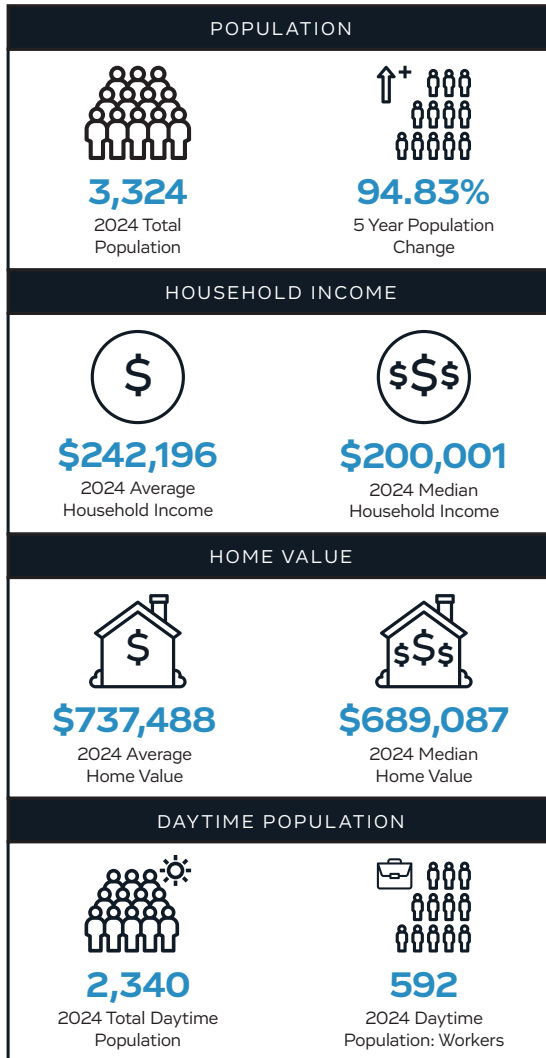 POPULATION
3,324
2024 Total
Population
94.83%
5 Year Population
Change
HOUSEHOLD INCOME
$
$242,196
2024 Average
Household Income
$$$
$200,001
2024 Median
Household Income
HOME VALUE
$
$737,488
2024 Average
Home Value
$$$
$689,087
2024 Median
Home Value
DAYTIME POPULATION
2,340
2024 Total Daytime
Population
592
2024 Daytime
Population: Workers